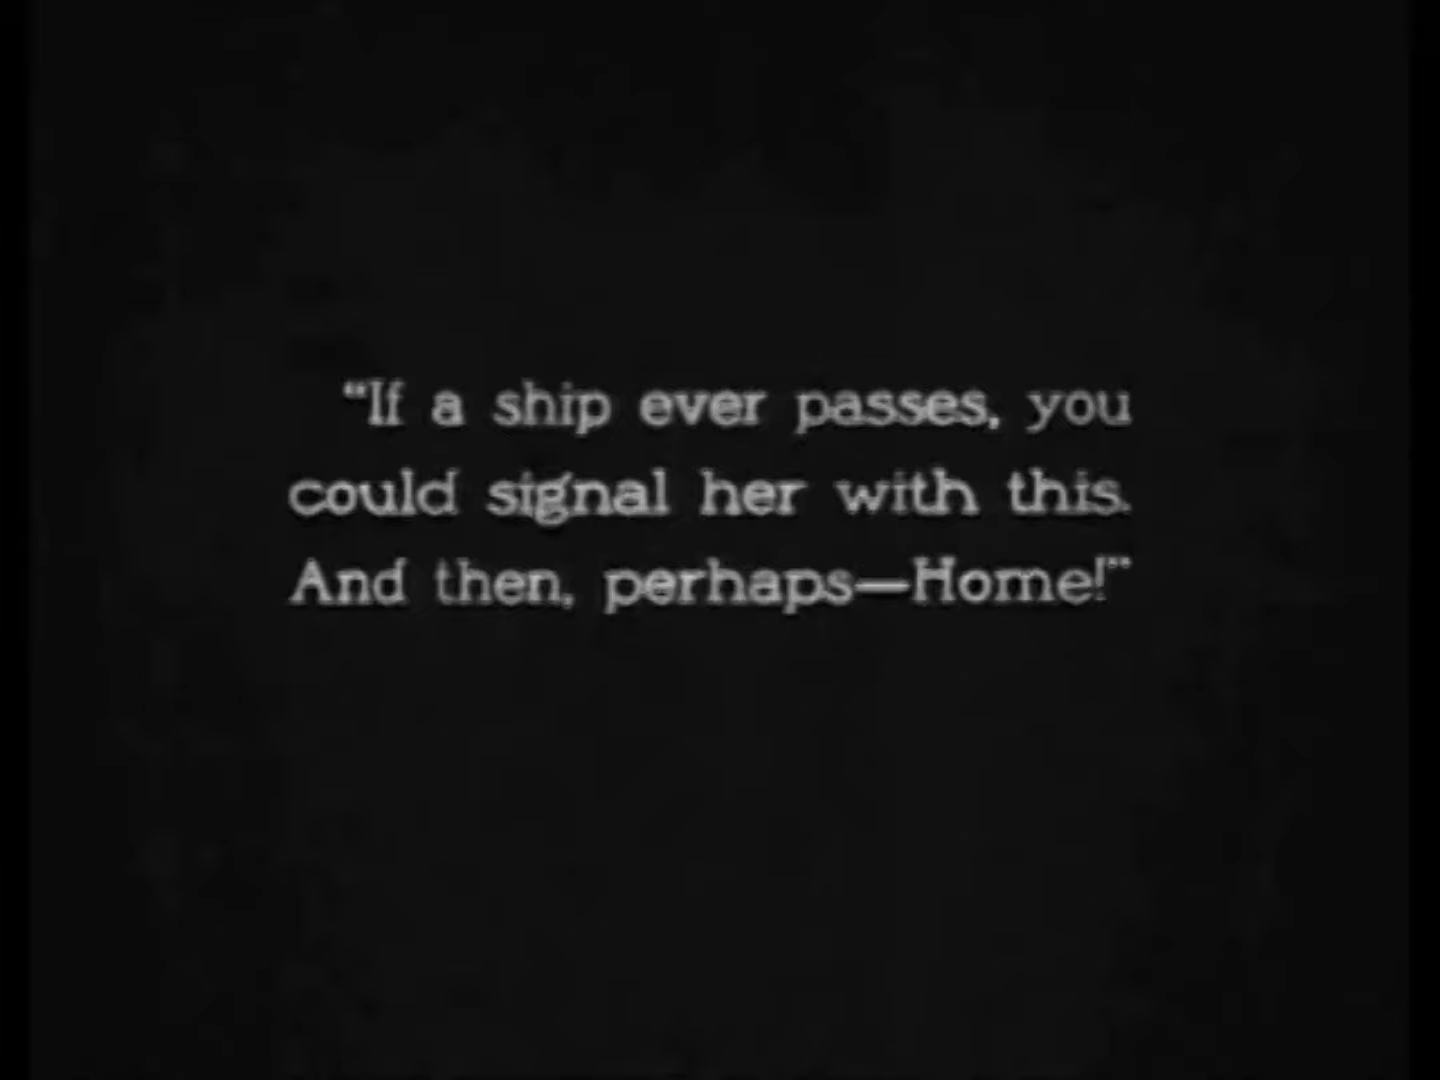 “If a ship ever passes, you
could signal her with this.
And then, perhaps—Home!”